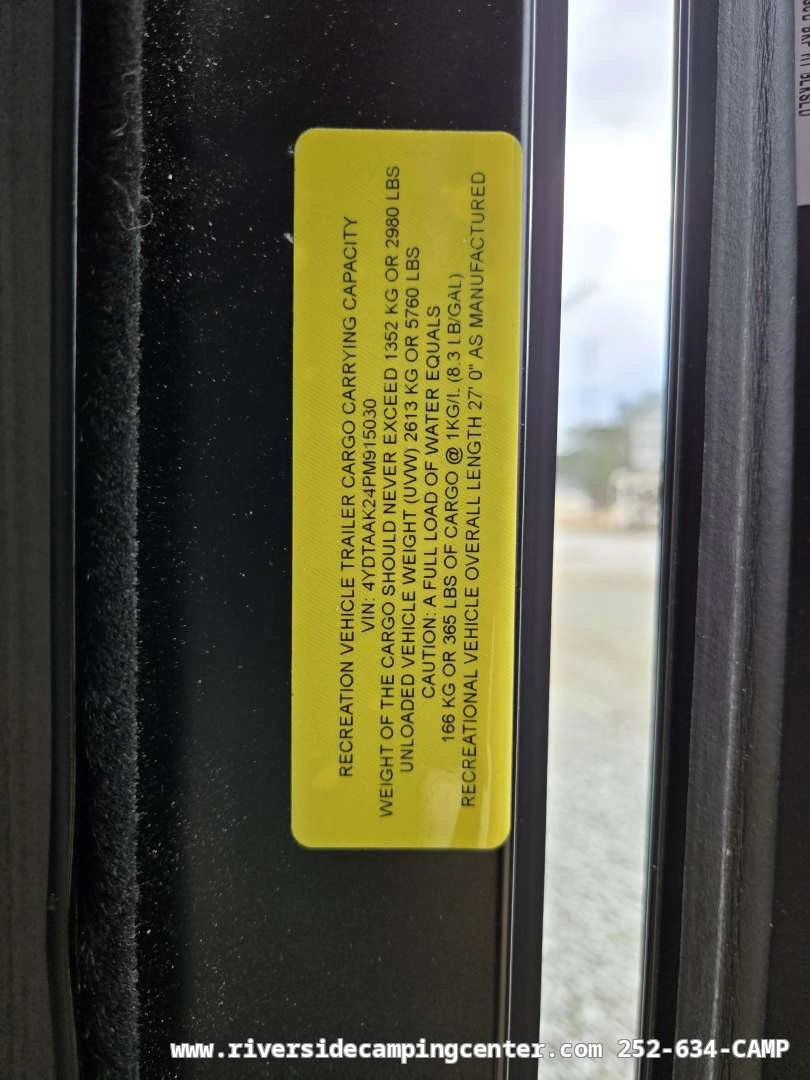 RECREATION VEHICLE TRAILER CARGO CARRYING CAPACITY
VIN: 4YDTAAK24PM915030
WEIGHT OF THE CARGO SHOULD NEVER EXCEED 1352 KG OR 2980 LBS
UNLOADED VEHICLE WEIGHT (UVW) 2613 KG OR 5760 LBS
CAUTION: A FULL LOAD OF WATER EQUALS
166 KG OR 365 LBS OF CARGO @ 1KG/L (8.3 LB/GAL)
RECREATIONAL VEHICLE OVERALL LENGTH 27' 0" AS MANUFACTURED
www.riversidecampingcenter.com 252-634-CAMP